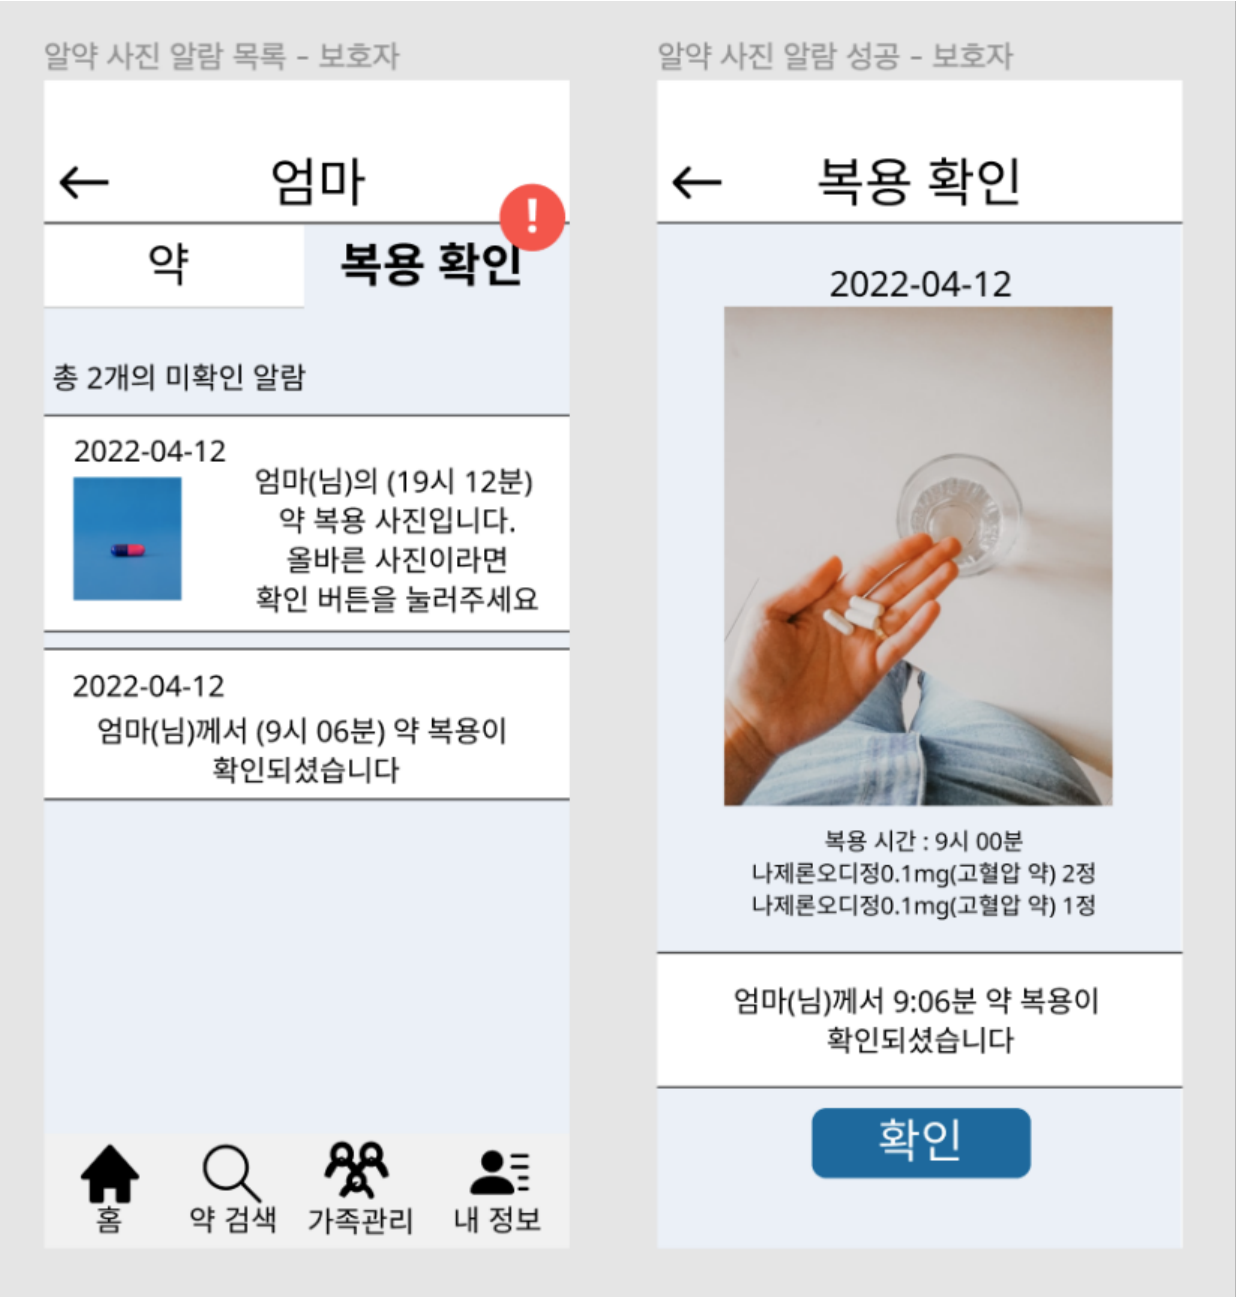 알약 사진 알람 목록 - 보호자
엄마
!
약
복용 확인
총 2개의 미확인 알람
2022-04-12
엄마(님)의 (19시 12분)
약 복용 사진입니다.
올바른 사진이라면
확인 버튼을 눌러주세요
2022-04-12
엄마(님)께서 (9시 06분) 약 복용이
확인되셨습니다
홈
약 검색
가족관리
내 정보
알약 사진 알람 성공 - 보호자
복용 확인
2022-04-12
복용 시간 : 9시 00분
나제론오디정0.1mg(고혈압 약) 2정
나제론오디정0.1mg(고혈압 약) 1정
엄마(님)께서 9:06분 약 복용이
확인되셨습니다
확인